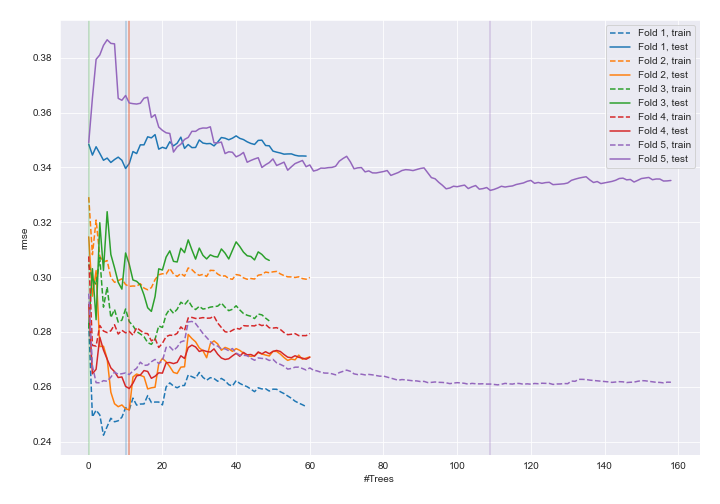 Fold 1, train
Fold 1, test
Fold 2, train
Fold 2, test
Fold 3, train
Fold 3, test
Fold 4, train
Fold 4, test
Fold 5, train
Fold 5, test
0.38
0.36
0.34
0.32
0.30
0.28
0.26
0.24
rmse
0 20 40 60 80 100 120 140 160
#Trees